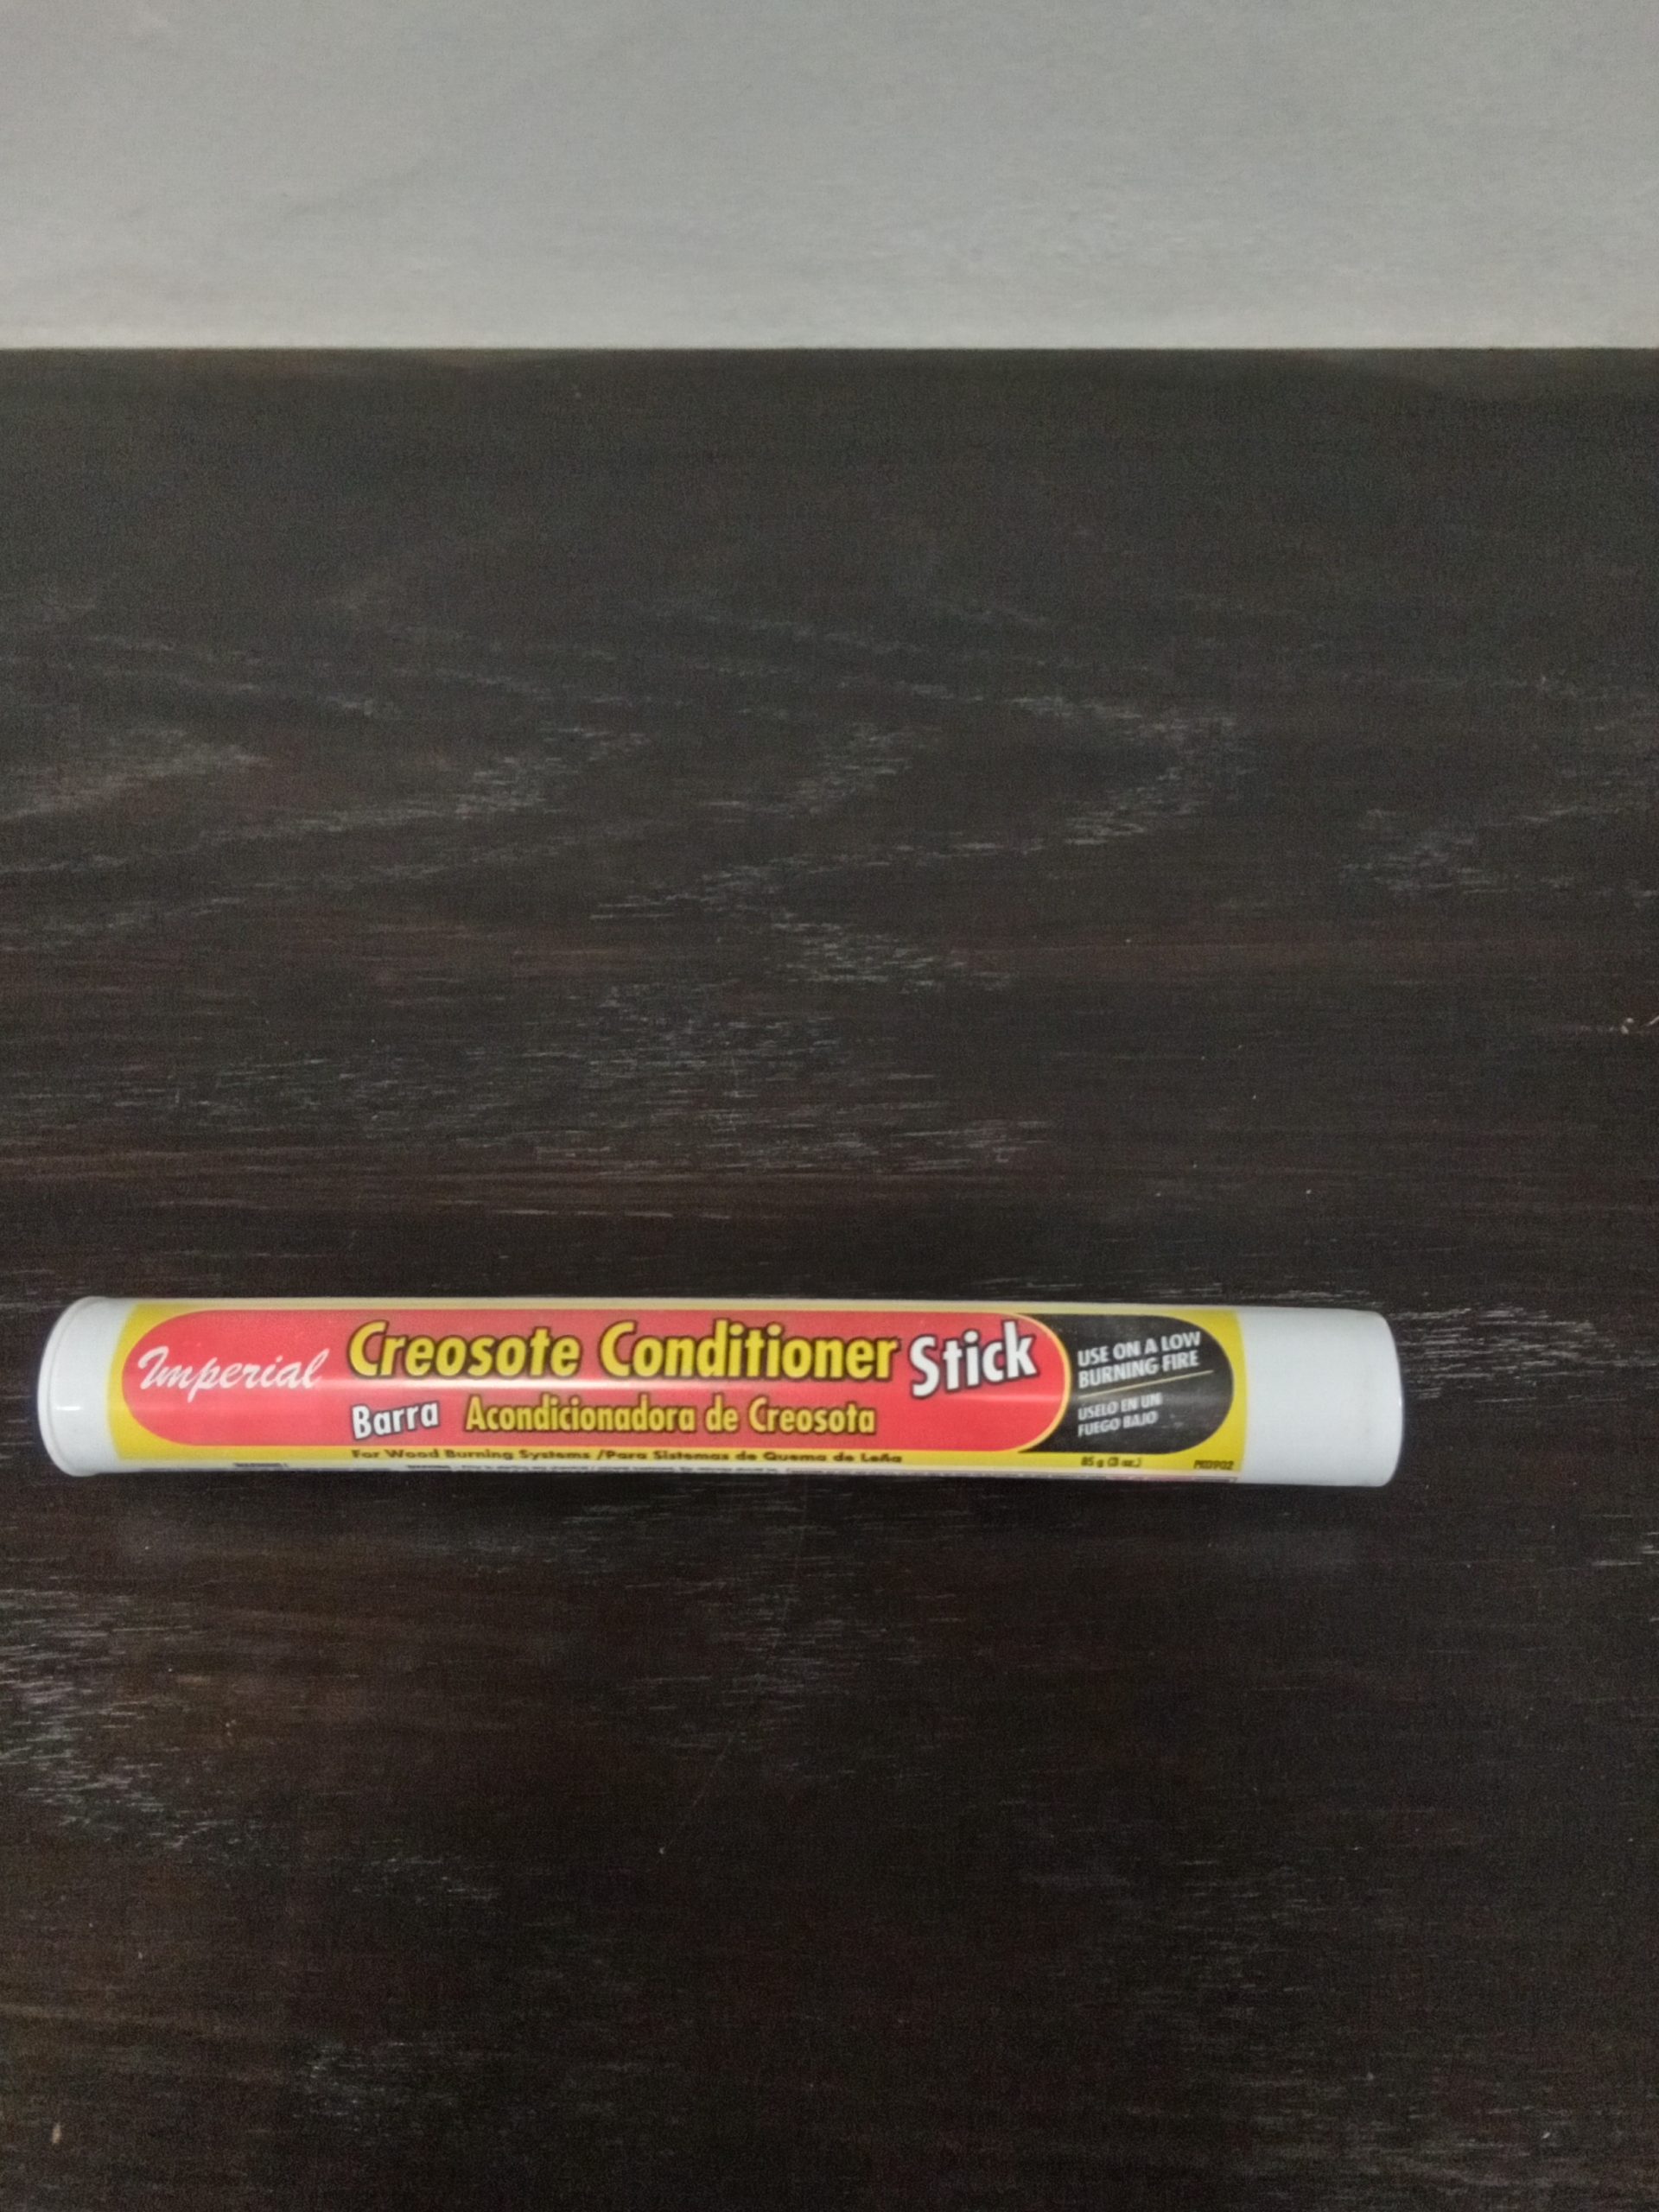 Imperial
Creosote Conditioner Stick
Barra Acondicionadora de Creosota
For Wood Burning Systems / Para Sistemas de Quema de Leña
USE ON A LOW
BURNING FIRE
ÚSELO EN UN
FUEGO BAJO
85 g (3 oz.)